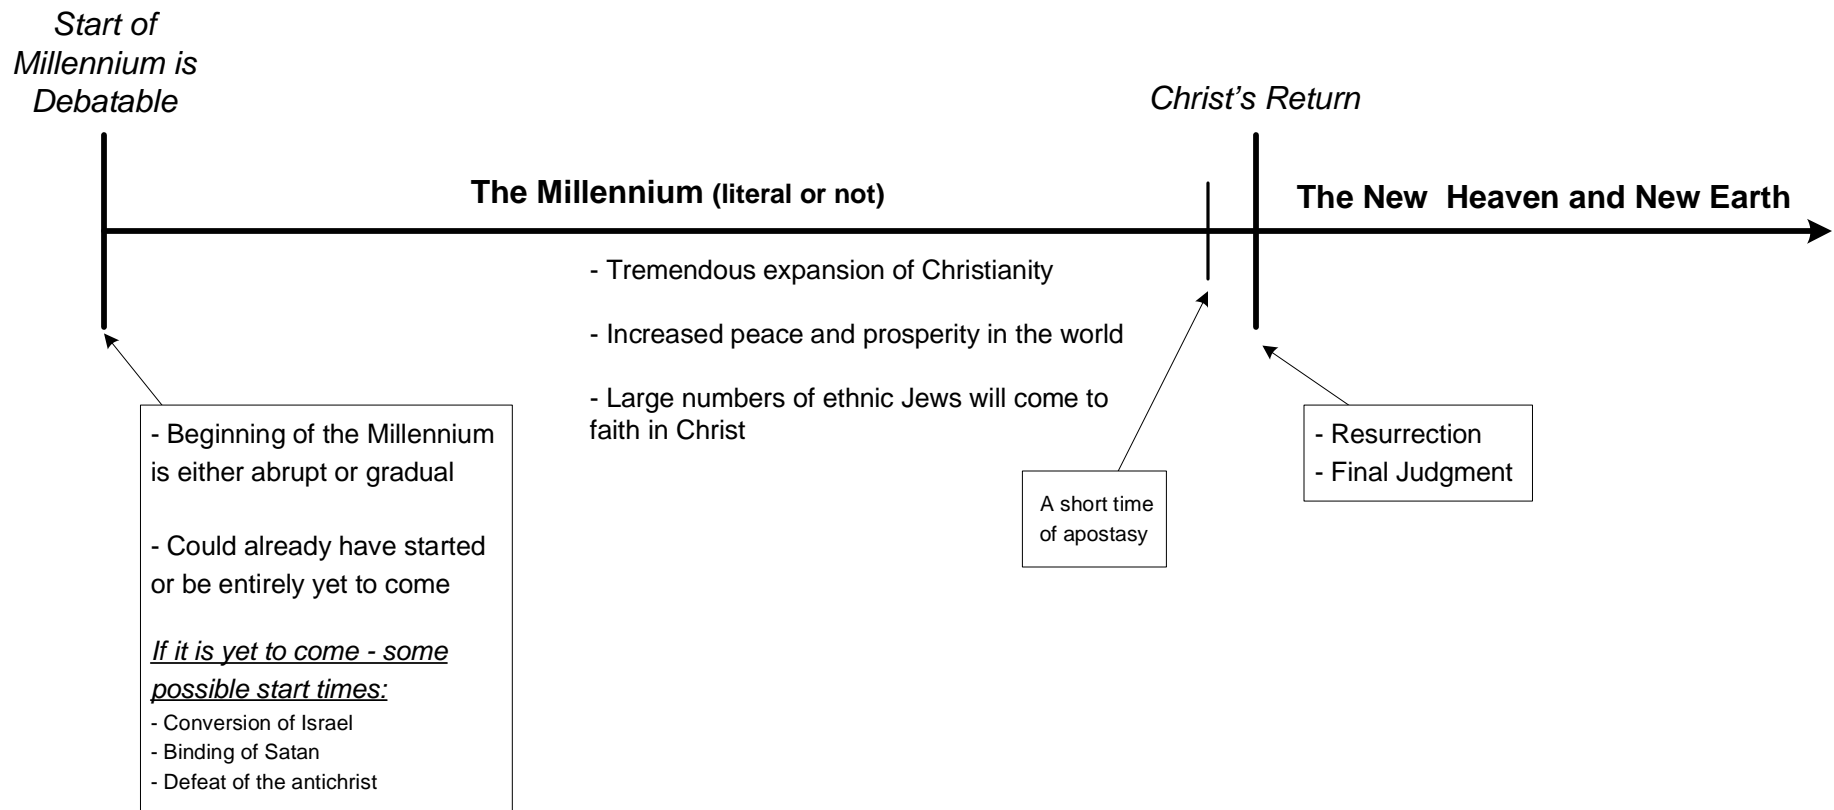 Start of
Millennium is
Debatable
Christ's Return
The Millennium (literal or not)
The New  Heaven and New Earth
- Tremendous expansion of Christianity
- Increased peace and prosperity in the world
- Large numbers of ethnic Jews will come to
faith in Christ
- Beginning of the Millennium
is either abrupt or gradual
- Could already have started
or be entirely yet to come
If it is yet to come - some
possible start times:
- Conversion of Israel
- Binding of Satan
- Defeat of the antichrist
A short time
of apostasy
- Resurrection
- Final Judgment